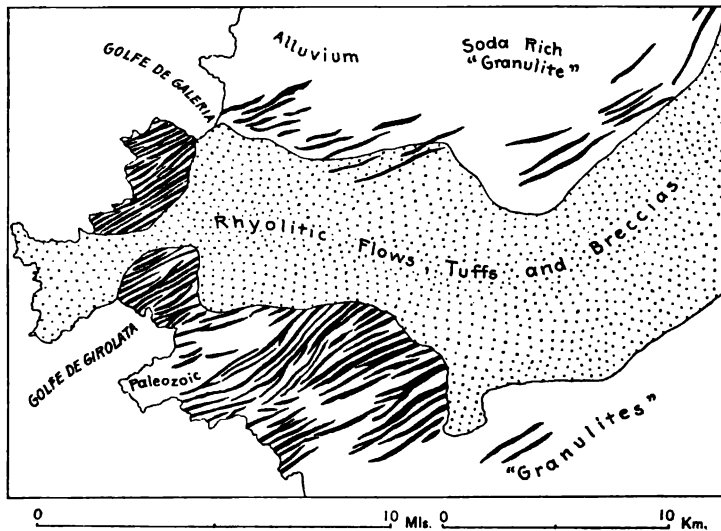 GOLFE DE GALERIA
Alluvium
Soda Rich
"Granulite"
Rhyolitic Flows, Tuffs and Breccias
GOLFE DE GIROLATA
Paleozoic
"Granulites"
0 10 Mls. 0 10 Km.